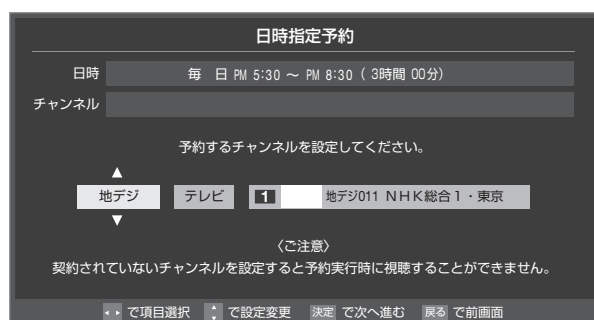 日時指定予約
日時 毎 日 PM 5:30 ～ PM 8:30 ( 3時間 00分)
チャンネル
予約するチャンネルを設定してください。
地デジ テレビ 1 地デジ011 ＮＨＫ総合１・東京
〈ご注意〉
契約されていないチャンネルを設定すると予約実行時に視聴することができません。
で項目選択 で設定変更 決定 で次へ進む 戻る で前画面